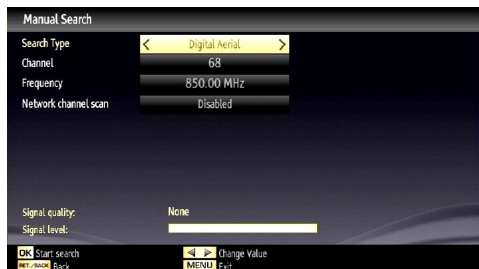 Manual Search
Search Type < Digital Aerial >
Channel 68
Frequency 850.00 MHz
Network channel scan Disabled
Signal quality: None
Signal level:
OK Start search ◀ ▶ Change Value
RET./BACK Back MENU Exit